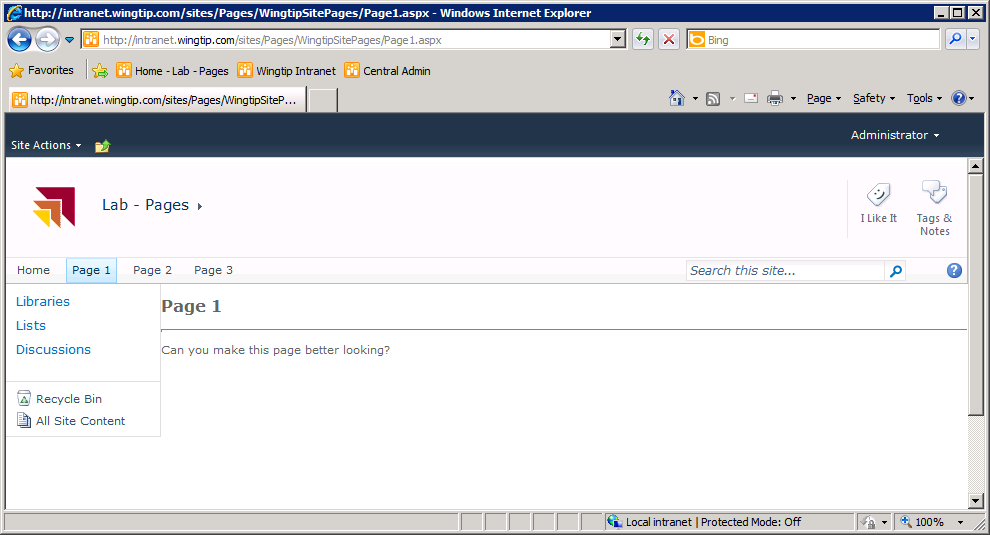 http://intranet.wingtip.com/sites/Pages/WingtipSitePages/Page1.aspx - Windows Internet Explorer
http://intranet.wingtip.com/sites/Pages/WingtipSitePages/Page1.aspx
Bing
Favorites Home - Lab - Pages Wingtip Intranet Central Admin
http://intranet.wingtip.com/sites/Pages/WingtipSiteP... Page Safety Tools
Administrator
Site Actions
Lab - Pages
I Like It
Tags &
Notes
Home Page 1 Page 2 Page 3 Search this site...
Libraries
Lists
Discussions
Recycle Bin
All Site Content
Page 1
Can you make this page better looking?
Local intranet | Protected Mode: Off 100%